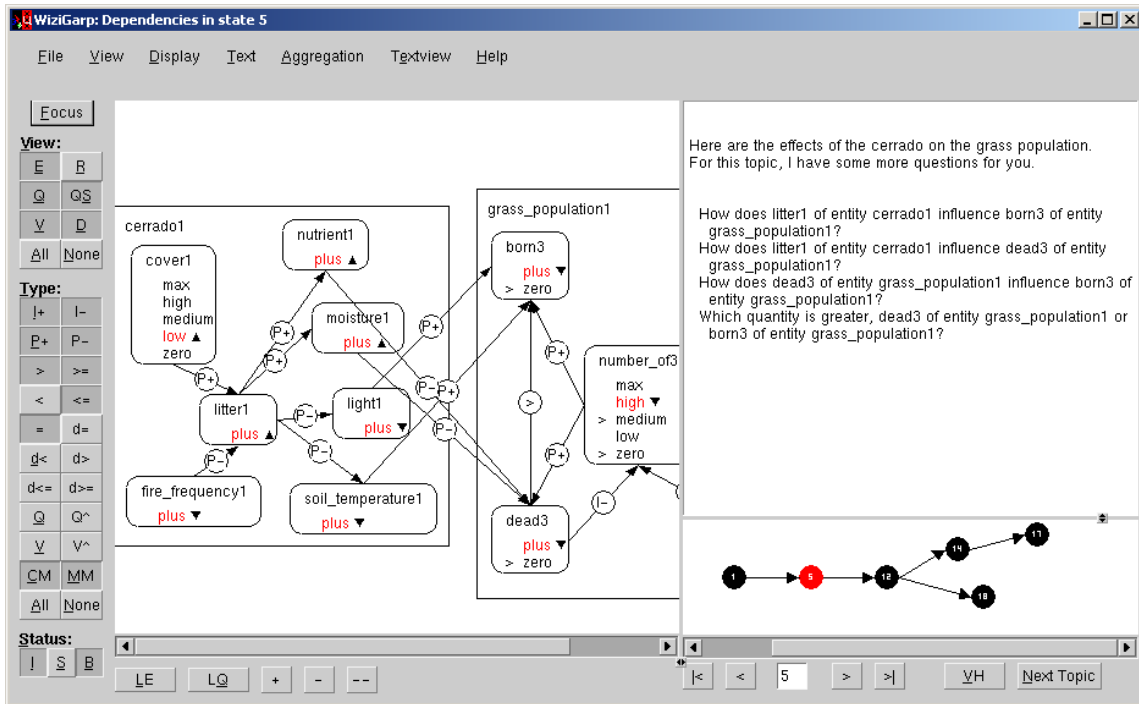 WiziGarp: Dependencies in state 5
File View Display Text Aggregation Textview Help
Focus
View:
E R
Q QS
V D
All None
Type:
I+ I-
P+ P-
> >=
< <=
= d=
d< d>
d<= d>=
Q Q^
V V^
CM MM
All None
Status:
I S B
cerrado1
cover1
max
high
medium
low
zero
nutrient1
plus
moisture1
plus
litter1
plus
light1
plus
fire_frequency1
plus
soil_temperature1
plus
P+
P+
P+
P-
P-
P-
P+
P-
P+
P-
grass_population1
born3
plus
> zero
number_of3
max
high
> medium
low
> zero
dead3
plus
> zero
P+
>
P+
I-
Here are the effects of the cerrado on the grass population.
For this topic, I have some more questions for you.
How does litter1 of entity cerrado1 influence born3 of entity
grass_population1?
How does litter1 of entity cerrado1 influence dead3 of entity
grass_population1?
How does dead3 of entity grass_population1 influence born3 of
entity grass_population1?
Which quantity is greater, dead3 of entity grass_population1 or
born3 of entity grass_population1?
1 5 12 14 17
18
LE LQ + - --
|< < 5 > >| VH Next Topic